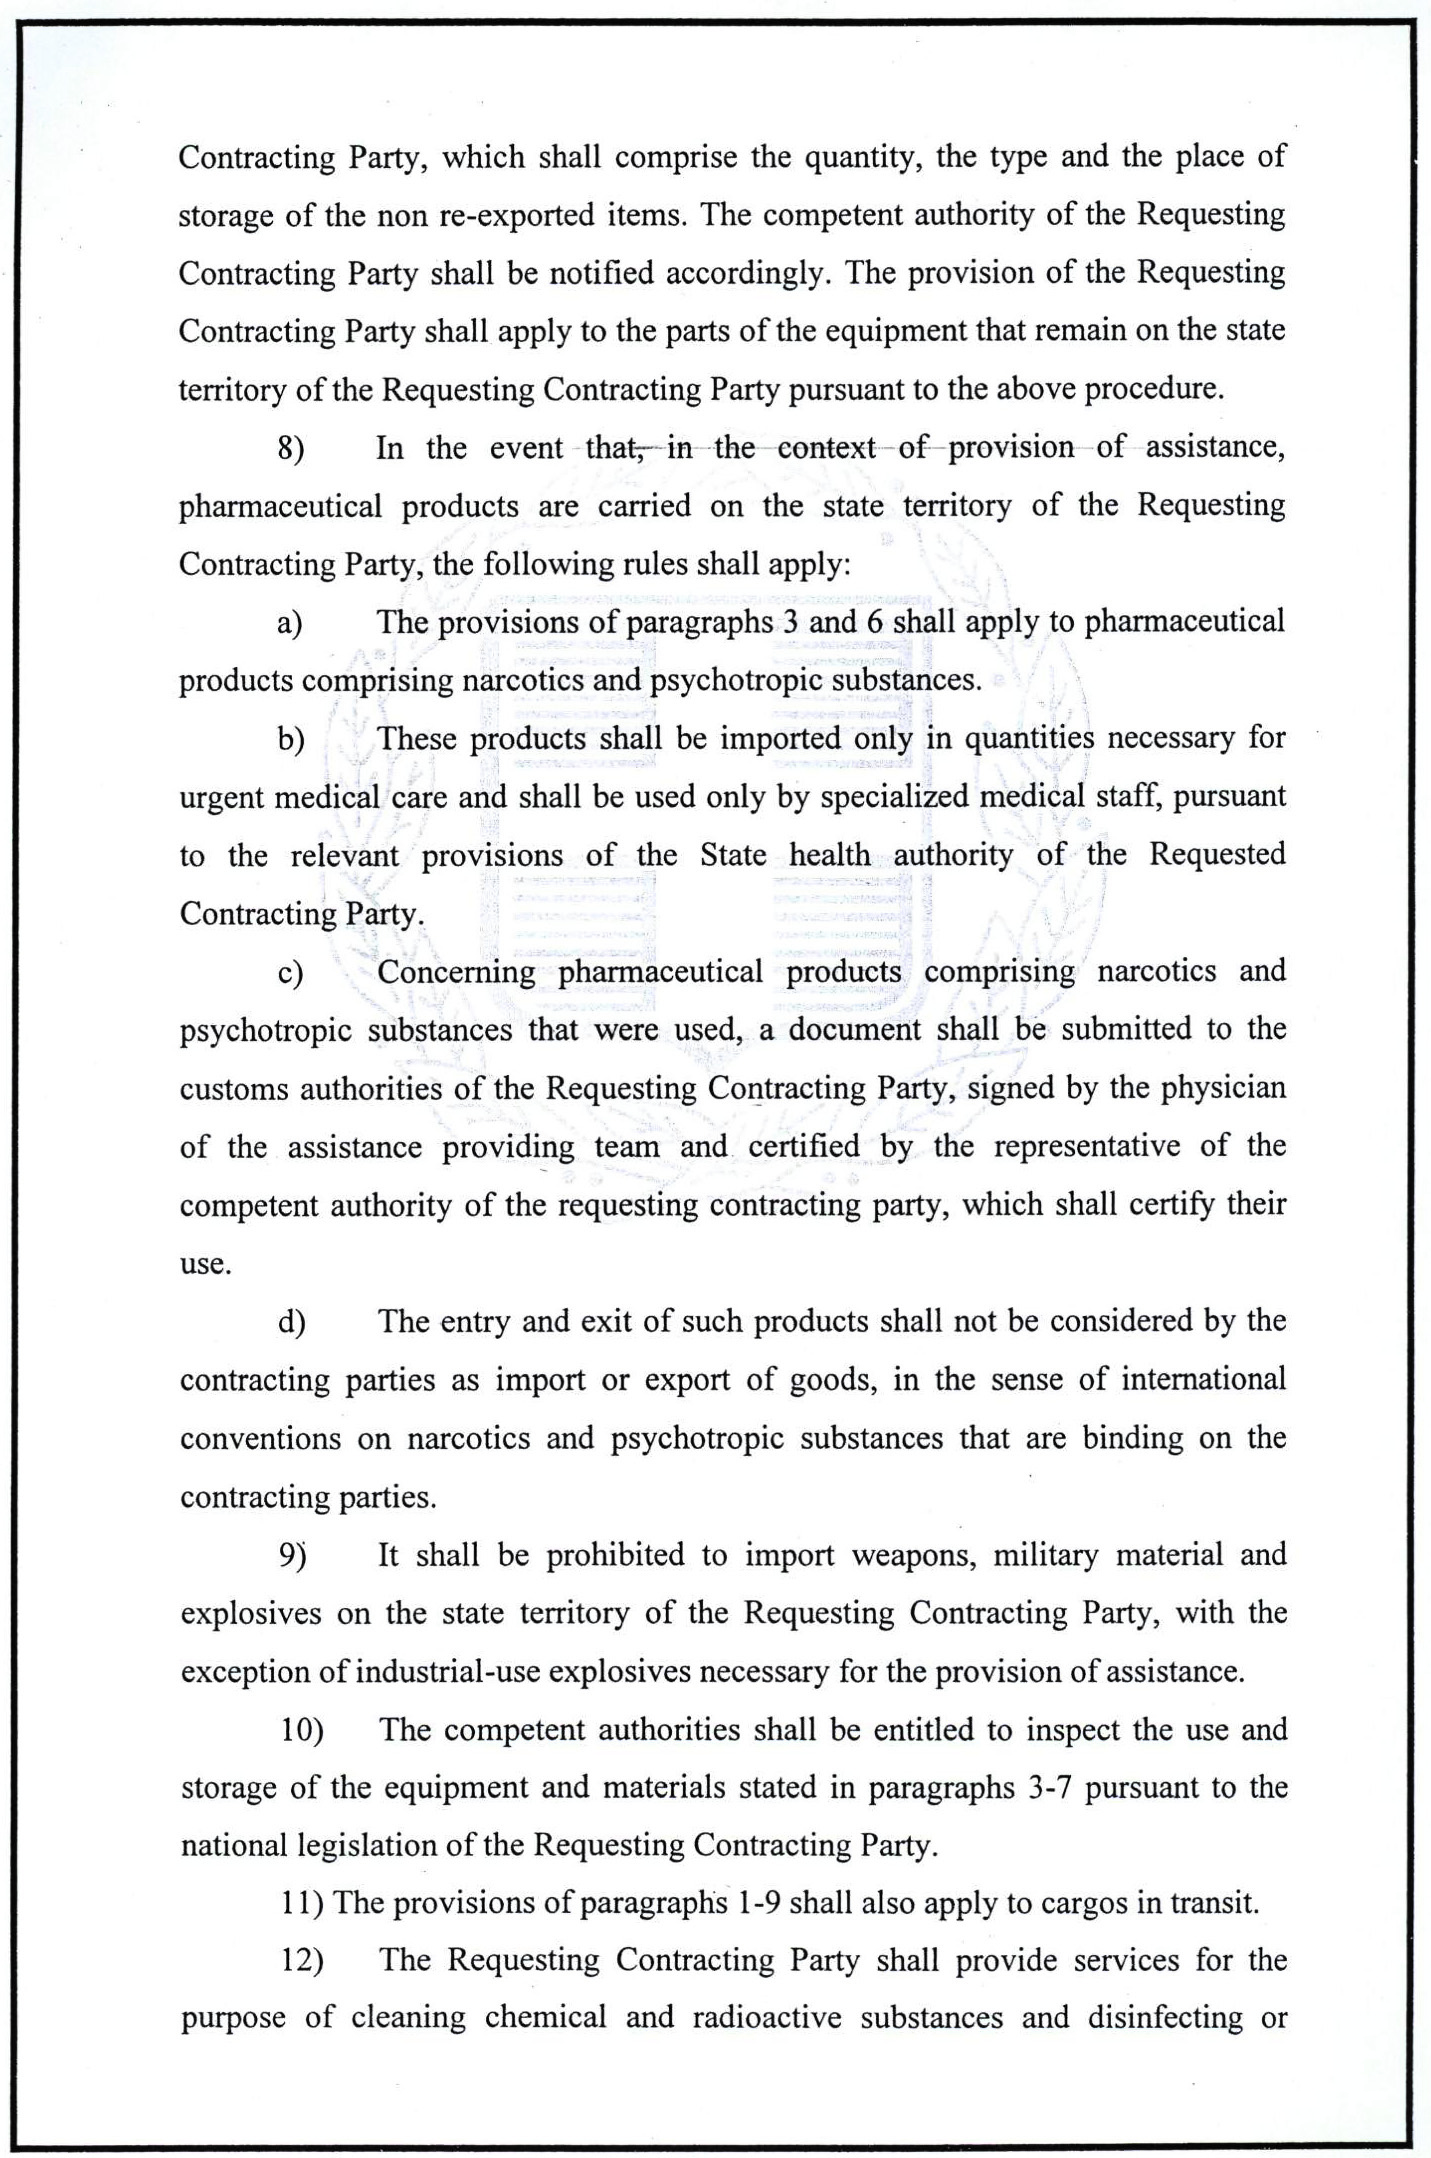 Contracting Party, which shall comprise the quantity, the type and the place of
storage of the non re-exported items. The competent authority of the Requesting
Contracting Party shall be notified accordingly. The provision of the Requesting
Contracting Party shall apply to the parts of the equipment that remain on the state
territory of the Requesting Contracting Party pursuant to the above procedure.
8) In the event that, in the context of provision of assistance,
pharmaceutical products are carried on the state territory of the Requesting
Contracting Party, the following rules shall apply:
a) The provisions of paragraphs 3 and 6 shall apply to pharmaceutical
products comprising narcotics and psychotropic substances.
b) These products shall be imported only in quantities necessary for
urgent medical care and shall be used only by specialized medical staff, pursuant
to the relevant provisions of the State health authority of the Requested
Contracting Party.
c) Concerning pharmaceutical products comprising narcotics and
psychotropic substances that were used, a document shall be submitted to the
customs authorities of the Requesting Contracting Party, signed by the physician
of the assistance providing team and certified by the representative of the
competent authority of the requesting contracting party, which shall certify their
use.
d) The entry and exit of such products shall not be considered by the
contracting parties as import or export of goods, in the sense of international
conventions on narcotics and psychotropic substances that are binding on the
contracting parties.
9) It shall be prohibited to import weapons, military material and
explosives on the state territory of the Requesting Contracting Party, with the
exception of industrial-use explosives necessary for the provision of assistance.
10) The competent authorities shall be entitled to inspect the use and
storage of the equipment and materials stated in paragraphs 3-7 pursuant to the
national legislation of the Requesting Contracting Party.
11) The provisions of paragraphs 1-9 shall also apply to cargos in transit.
12) The Requesting Contracting Party shall provide services for the
purpose of cleaning chemical and radioactive substances and disinfecting or